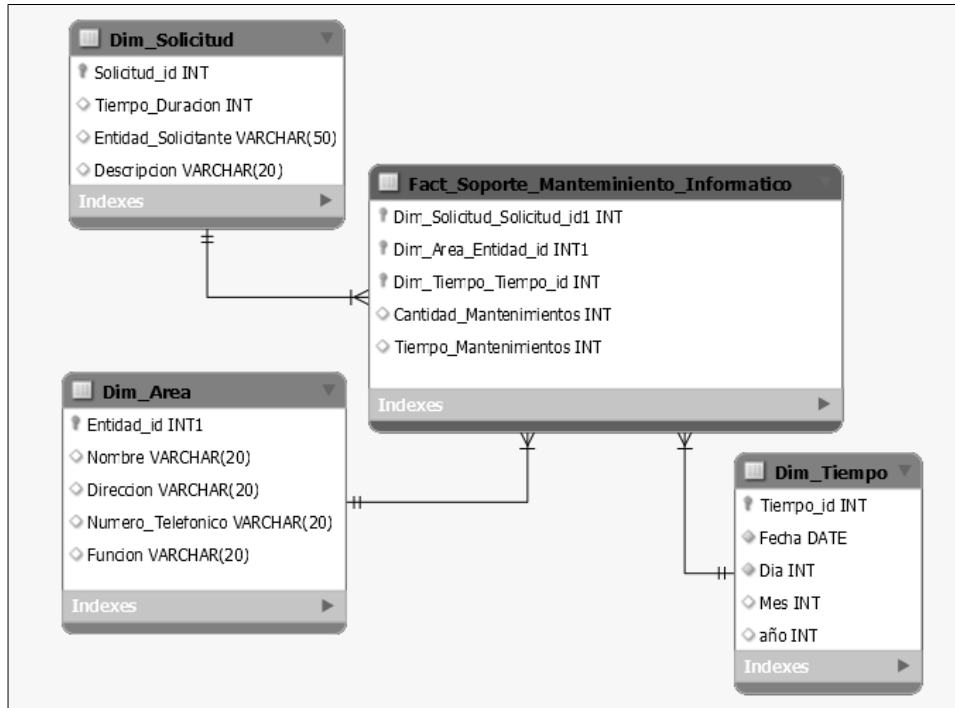 Dim_Solicitud
Solicitud_id INT
Tiempo_Duracion INT
Entidad_Solicitante VARCHAR(50)
Descripcion VARCHAR(20)
Indexes
Fact_Soporte_Manteminiento_Informatico
Dim_Solicitud_Solicitud_id1 INT
Dim_Area_Entidad_id INT1
Dim_Tiempo_Tiempo_id INT
Cantidad_Mantenimientos INT
Tiempo_Mantenimientos INT
Indexes
Dim_Area
Entidad_id INT1
Nombre VARCHAR(20)
Direccion VARCHAR(20)
Numero_Telefonico VARCHAR(20)
Funcion VARCHAR(20)
Indexes
Dim_Tiempo
Tiempo_id INT
Fecha DATE
Dia INT
Mes INT
año INT
Indexes